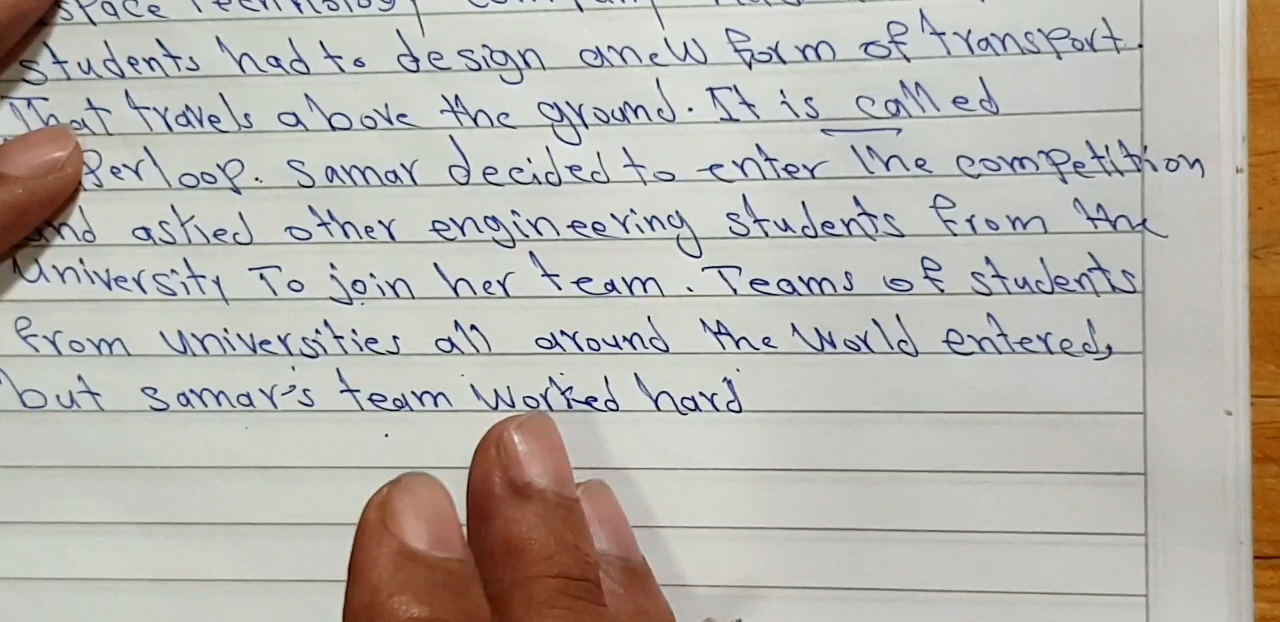 students had to design anew form of transport.
That travels above the ground. It is called
perloop. Samar decided to enter The competition
and asked other engineering students from the
University To join her team. Teams of students
from universities all around the World entered,
but samar's team worked hard